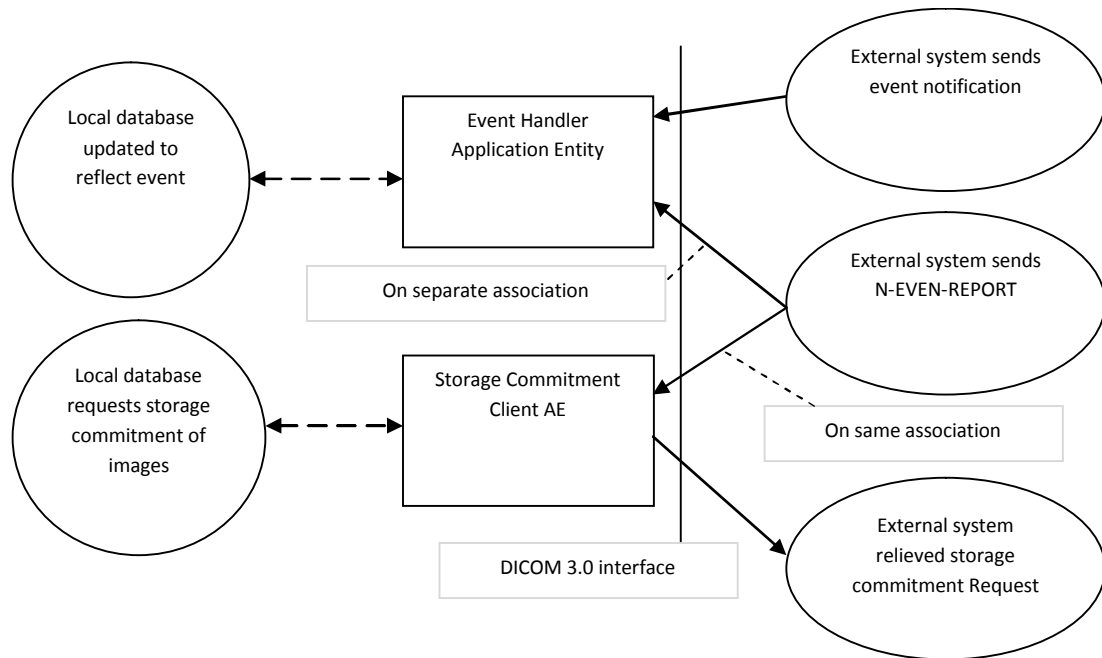 Local database
updated to
reflect event
Event Handler
Application Entity
External system sends
event notification
On separate association
External system sends
N-EVEN-REPORT
Local database
requests storage
commitment of
images
Storage Commitment
Client AE
On same association
DICOM 3.0 interface
External system
relieved storage
commitment Request